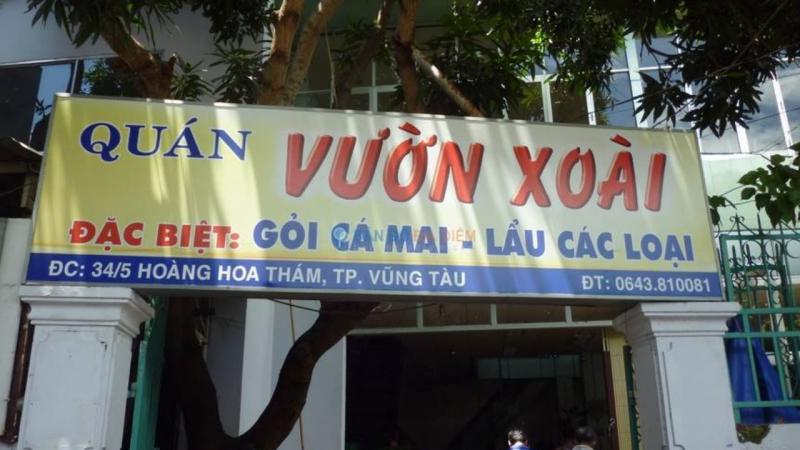 QUÁN VƯỜN XOÀI
ĐẶC BIỆT: GỎI CÁ MAI - LẨU CÁC LOẠI
ĐC: 34/5 HOÀNG HOA THÁM, TP. VŨNG TÀU ĐT: 0643.810081